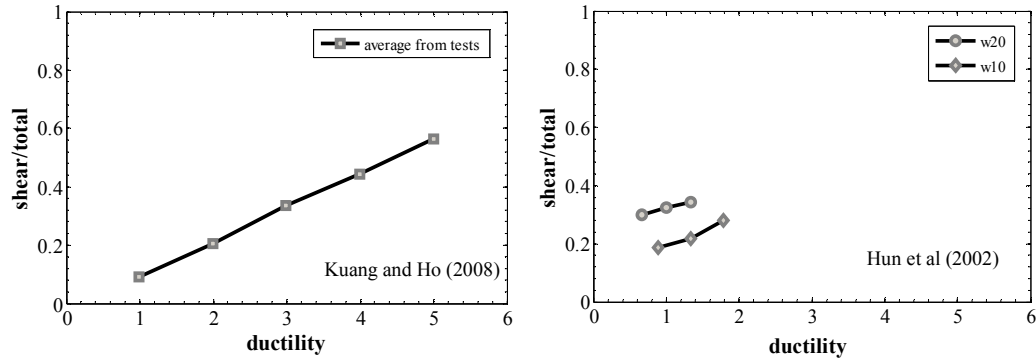 1
0.8
0.6
0.4
0.2
0
shear/total
average from tests
Kuang and Ho (2008)
0 1 2 3 4 5 6
ductility
1
0.8
0.6
0.4
0.2
0
shear/total
w20
w10
Hun et al (2002)
0 1 2 3 4 5 6
ductility